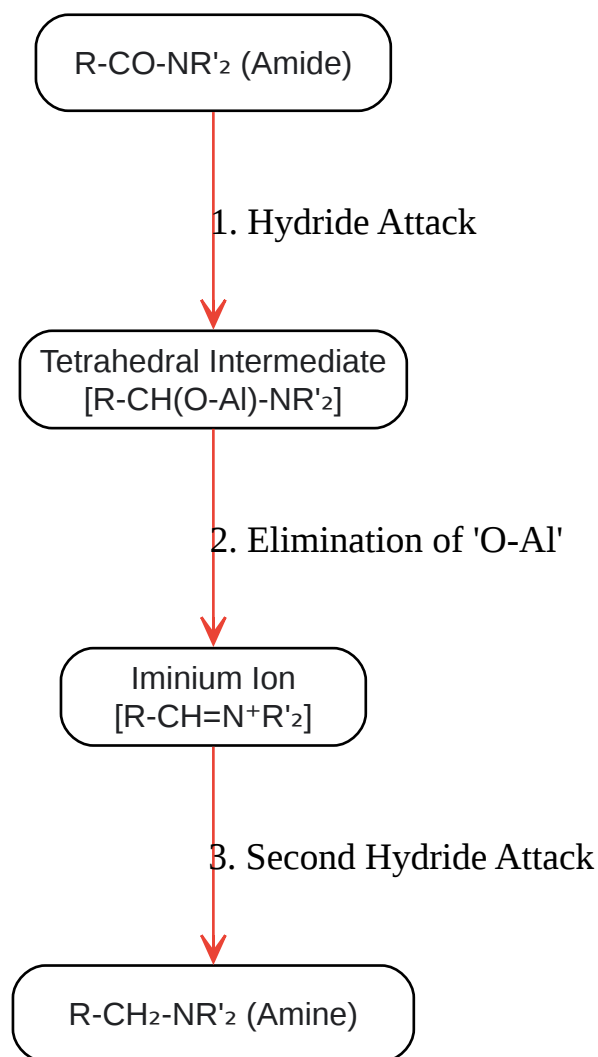 R-CO-NR'₂ (Amide)
1. Hydride Attack
Tetrahedral Intermediate
[R-CH(O-Al)-NR'₂]
2. Elimination of 'O-Al'
Iminium Ion
[R-CH=N⁺R'₂]
3. Second Hydride Attack
R-CH₂-NR'₂ (Amine)